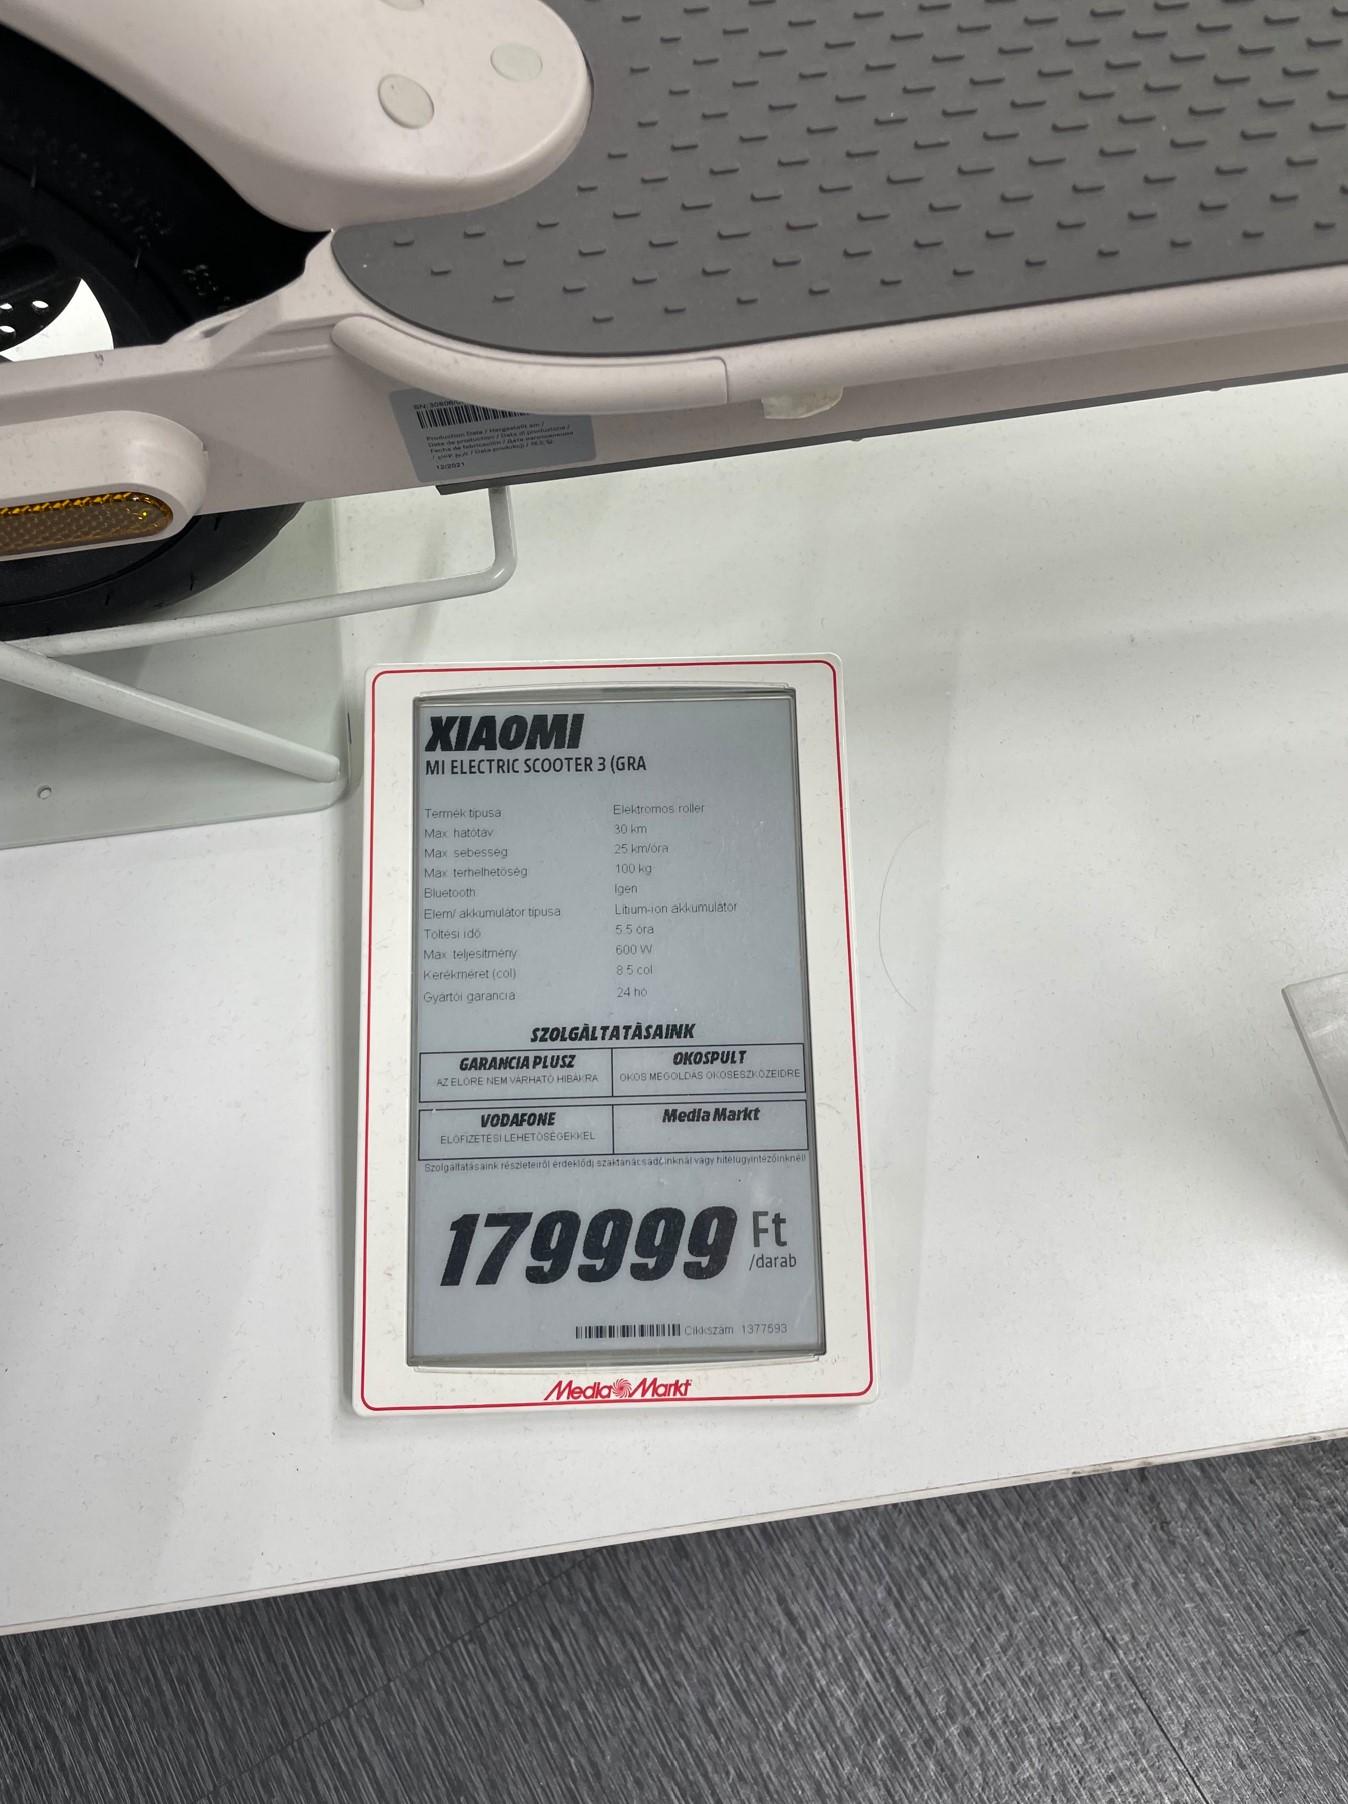 12/2021
XIAOMI
MI ELECTRIC SCOOTER 3 (GRA
Termék típusa Elektromos roller
Max. hatótáv 30 km
Max. sebesség 25 km/óra
Max. terhelhetőség 100 kg
Bluetooth Igen
Elem/ akkumulátor típusa Lítium-ion akkumulátor
Töltési idő 5.5 óra
Max. teljesítmény 600 W
Kerékméret (col) 8.5 col
Gyártói garancia 24 hó
SZOLGÁLTATÁSAINK
GARANCIA PLUSZ OKOSPULT
AZ ELŐRE NEM VÁRHATÓ HIBÁKRA OKOS MEGOLDÁS OKOSESZKÖZEIDRE
VODAFONE Media Markt
ELŐFIZETÉSI LEHETŐSÉGEKKEL
Szolgáltatásaink részleteiről érdeklődj szaktanácsadóinknál vagy hitelügyintézőinknél!
179999 Ft
/darab
Cikkszám 1377593
Media Markt